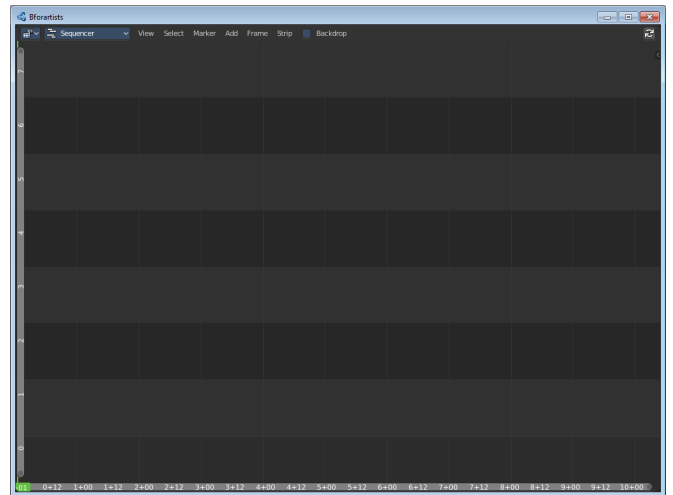 Bforartists
Sequencer View Select Marker Add Frame Strip Backdrop
7
6
5
4
3
2
1
0
01 0+12 1+00 1+12 2+00 2+12 3+00 3+12 4+00 4+12 5+00 5+12 6+00 6+12 7+00 7+12 8+00 8+12 9+00 9+12 10+00